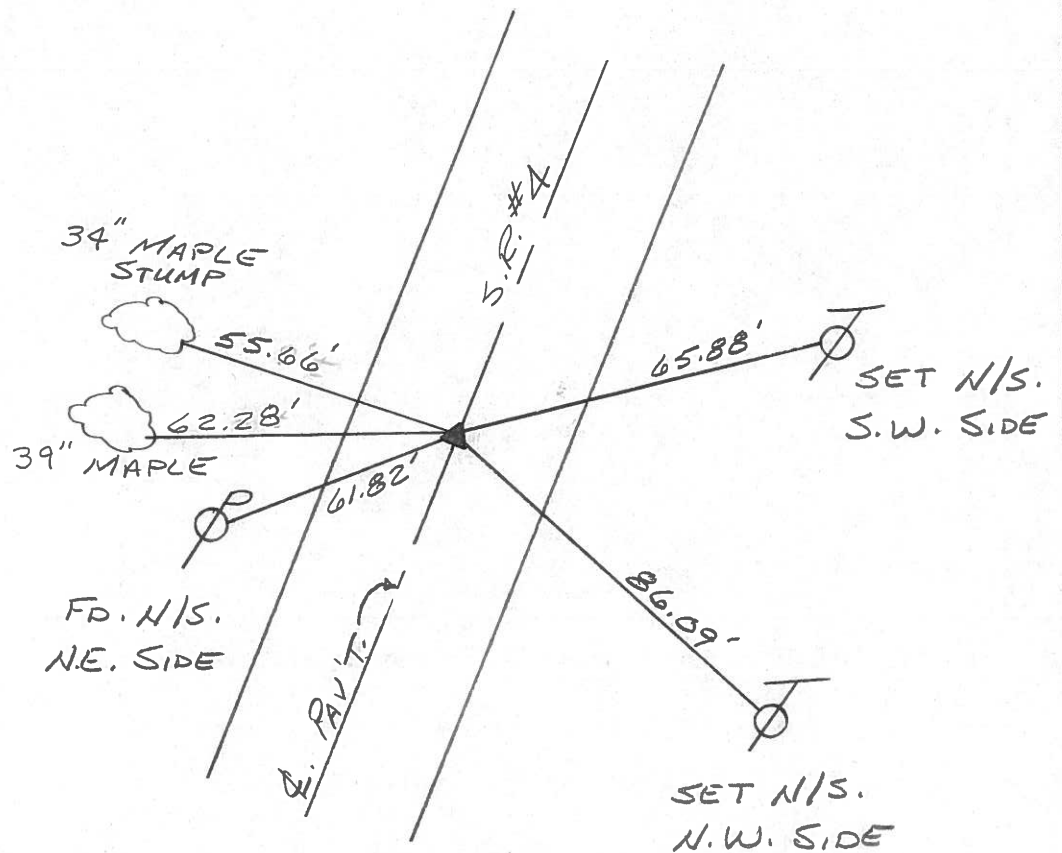 S.R. #4
34" MAPLE
STUMP
55.66'
65.88'
SET N/S.
S.W. SIDE
62.28'
39" MAPLE
61.82'
P
FD. N/S.
N.E. SIDE
86.09'
℄. PAV'T.
T
T
SET N/S.
N.W. SIDE